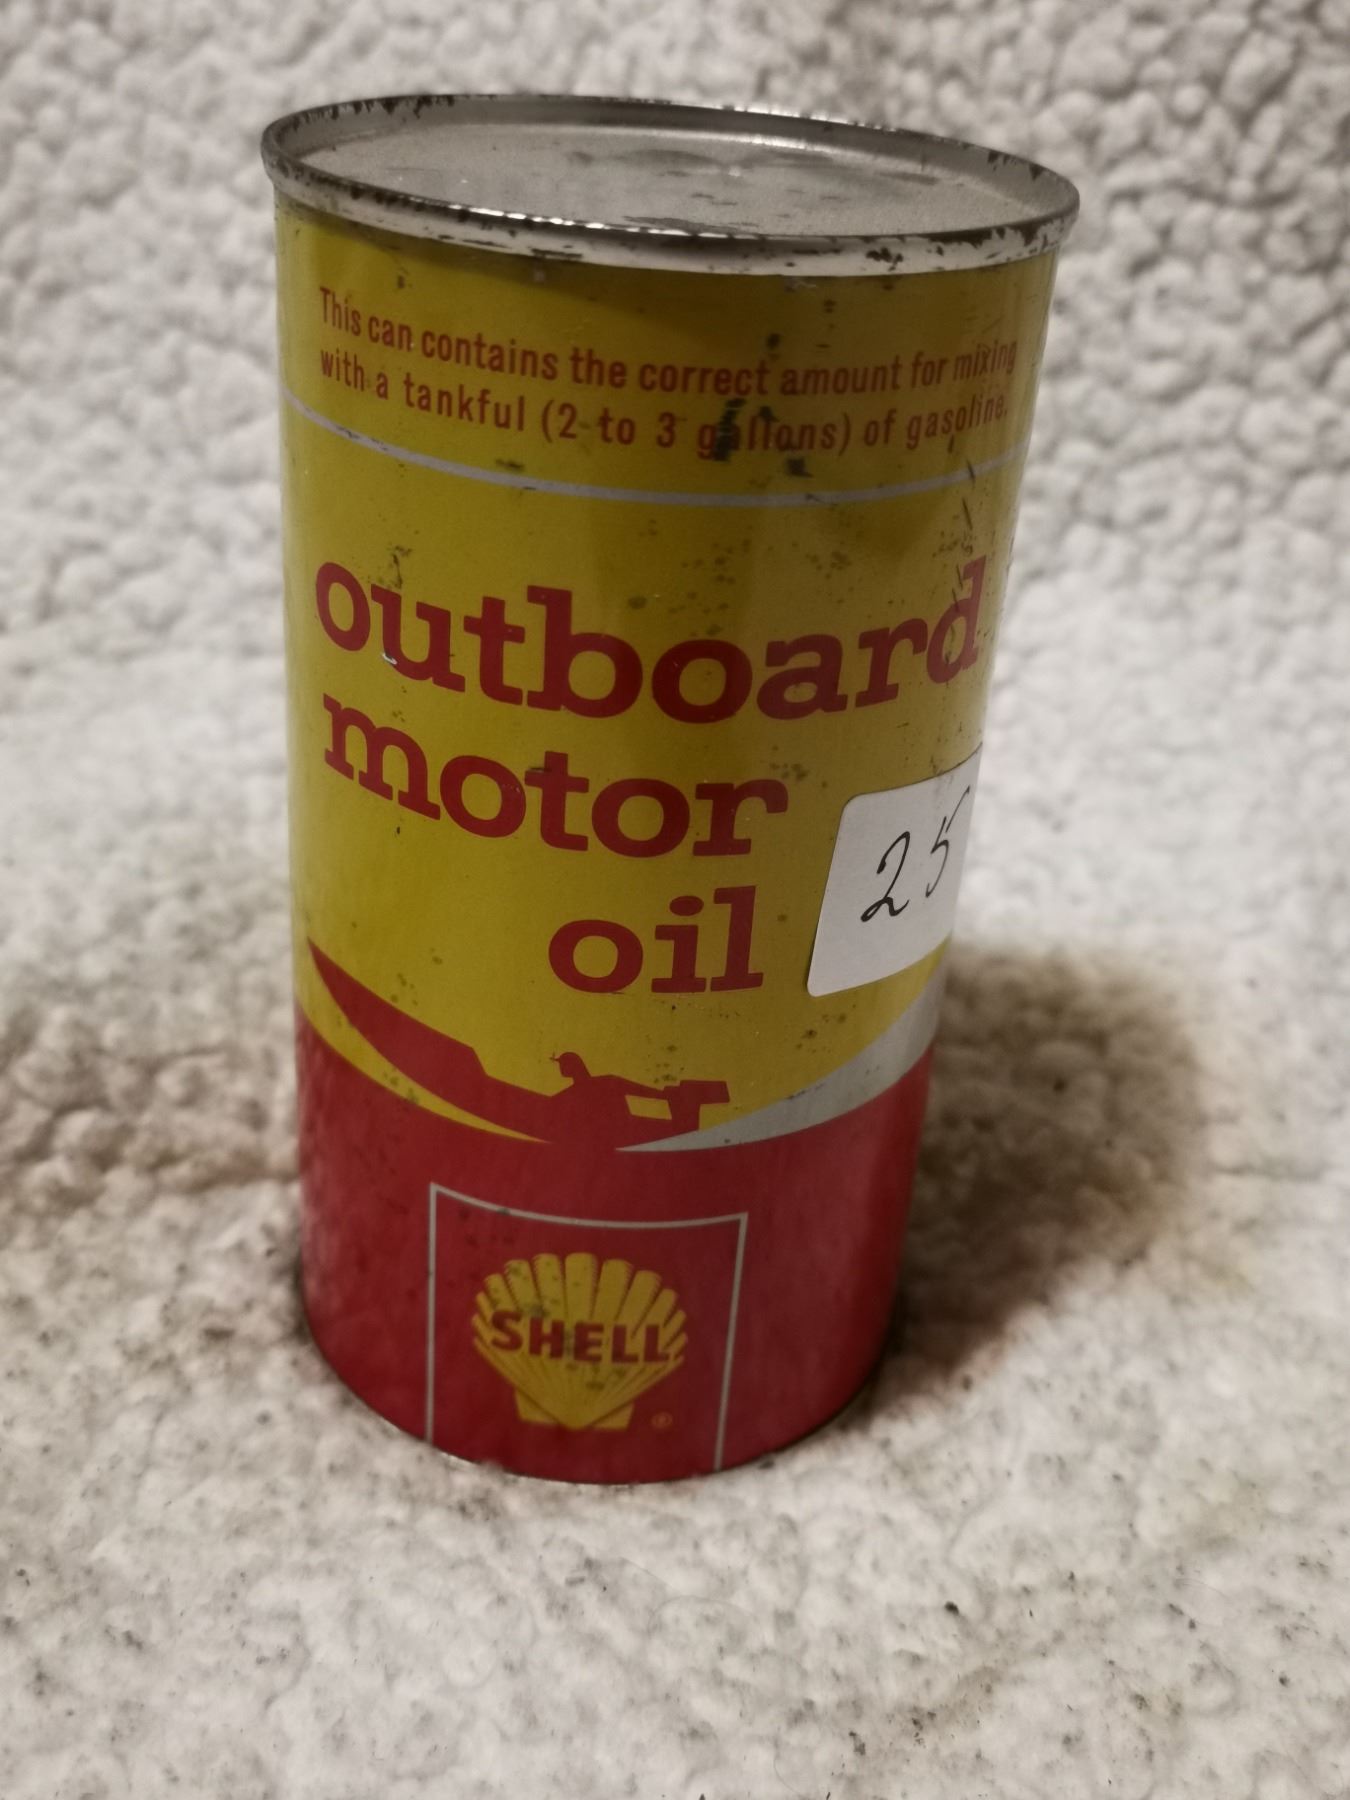 This can contains the correct amount for mixing
with a tankful (2 to 3 gallons) of gasoline.
outboard
motor
oil
25
SHELL
®